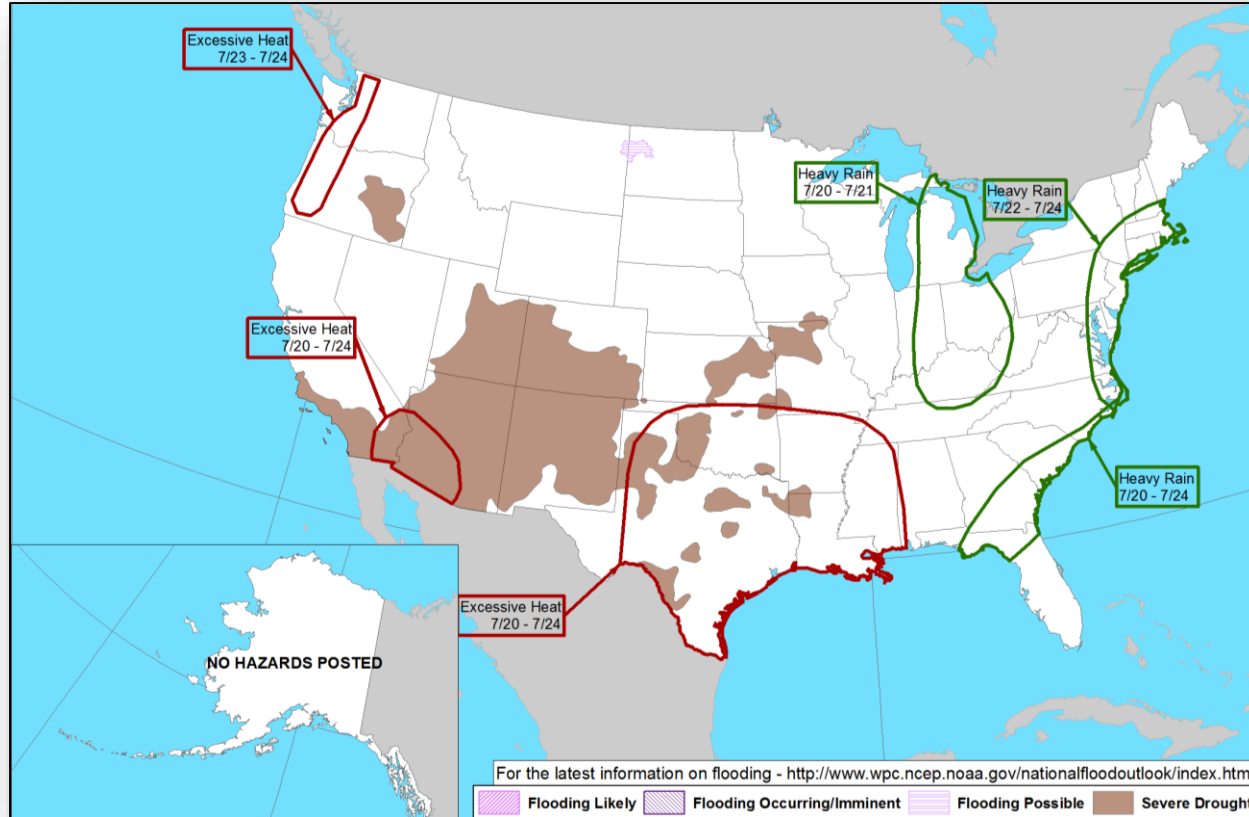 Excessive Heat
7/23 - 7/24
Heavy Rain
7/20 - 7/21
Heavy Rain
7/22 - 7/24
Excessive Heat
7/20 - 7/24
Heavy Rain
7/20 - 7/24
Excessive Heat
7/20 - 7/24
NO HAZARDS POSTED
For the latest information on flooding - http://www.wpc.ncep.noaa.gov/nationalfloodoutlook/index.htm
Flooding Likely
Flooding Occurring/Imminent
Flooding Possible
Severe Drought